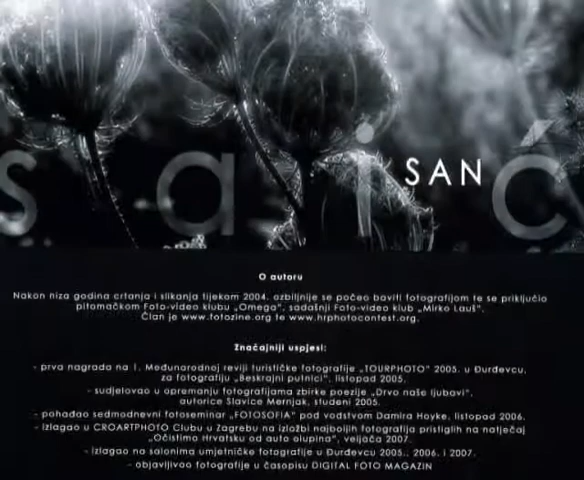 s a i ć
SAN
O autoru
Nakon niza godina crtanja i slikanja tijekom 2004. ozbiljnije se počeo baviti fotografijom te se priključio
pitomačkom Foto-video klubu „Omega", sadašnji Foto-video klub „Mirko Lauš".
Član je www.fotozine.org te www.hrphotocontest.org.
Značajniji uspjesi:
- prva nagrada na 1. Međunarodnoj reviji turističke fotografije „TOURPHOTO" 2005. u Đurđevcu,
za fotografiju „Beskrajni putnici", listopad 2005.
- sudjelovao u opremanju fotografijama zbirke poezije „Drvo naše ljubavi",
autorice Slavice Mernjak, studeni 2005.
- pohađao sedmodnevni fotoseminar „FOTOSOFIA" pod vodstvom Damira Hoyke, listopad 2006.
- izlagao u CROARTPHOTO Clubu u Zagrebu na izložbi najboljih fotografija pristiglih na natječaj
„Očistimo Hrvatsku od auto olupina", veljača 2007.
- izlagao na salonima umjetničke fotografije u Đurđevcu 2005., 2006. i 2007.
- objavljivao fotografije u časopisu DIGITAL FOTO MAGAZIN